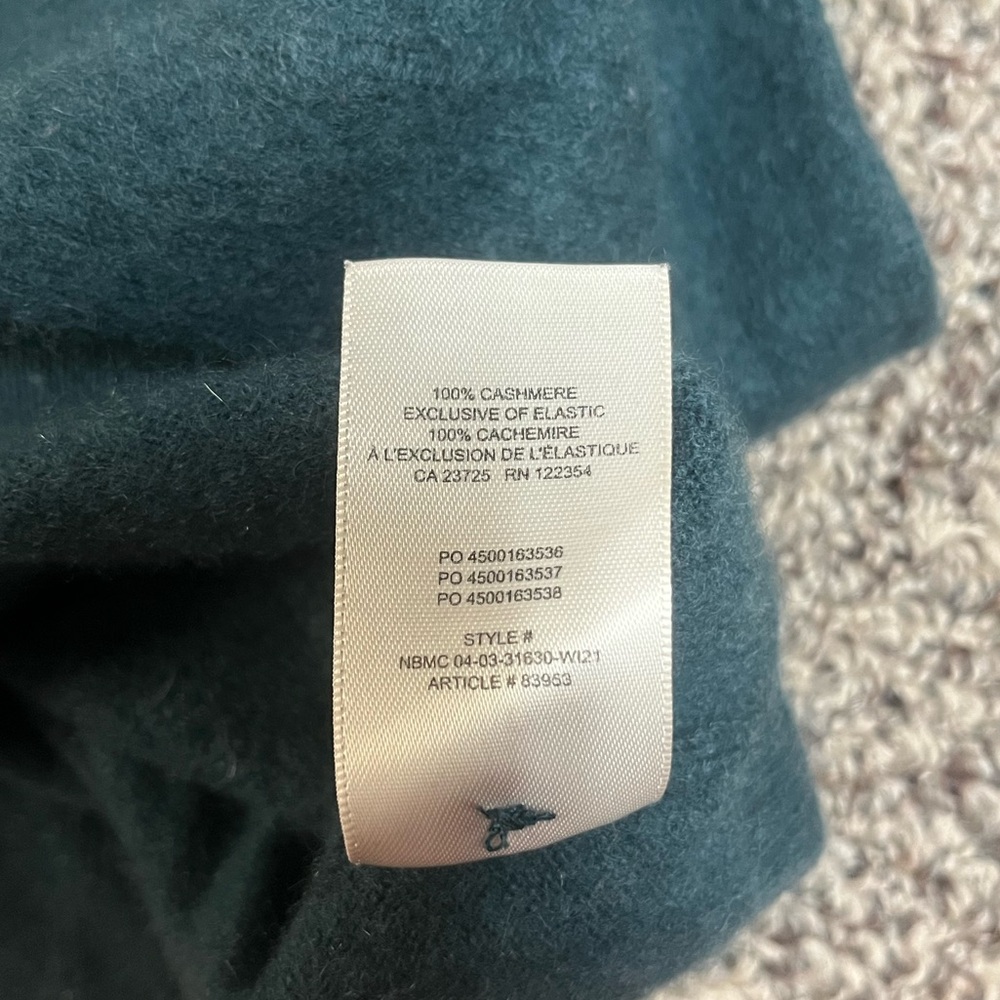 100% CASHMERE
EXCLUSIVE OF ELASTIC
100% CACHEMIRE
À L'EXCLUSION DE L'ÉLASTIQUE
CA 23725 RN 122354
PO 4500163536
PO 4500163537
PO 4500163538
STYLE #
NBMC 04-03-31630-WI21
ARTICLE # 83953